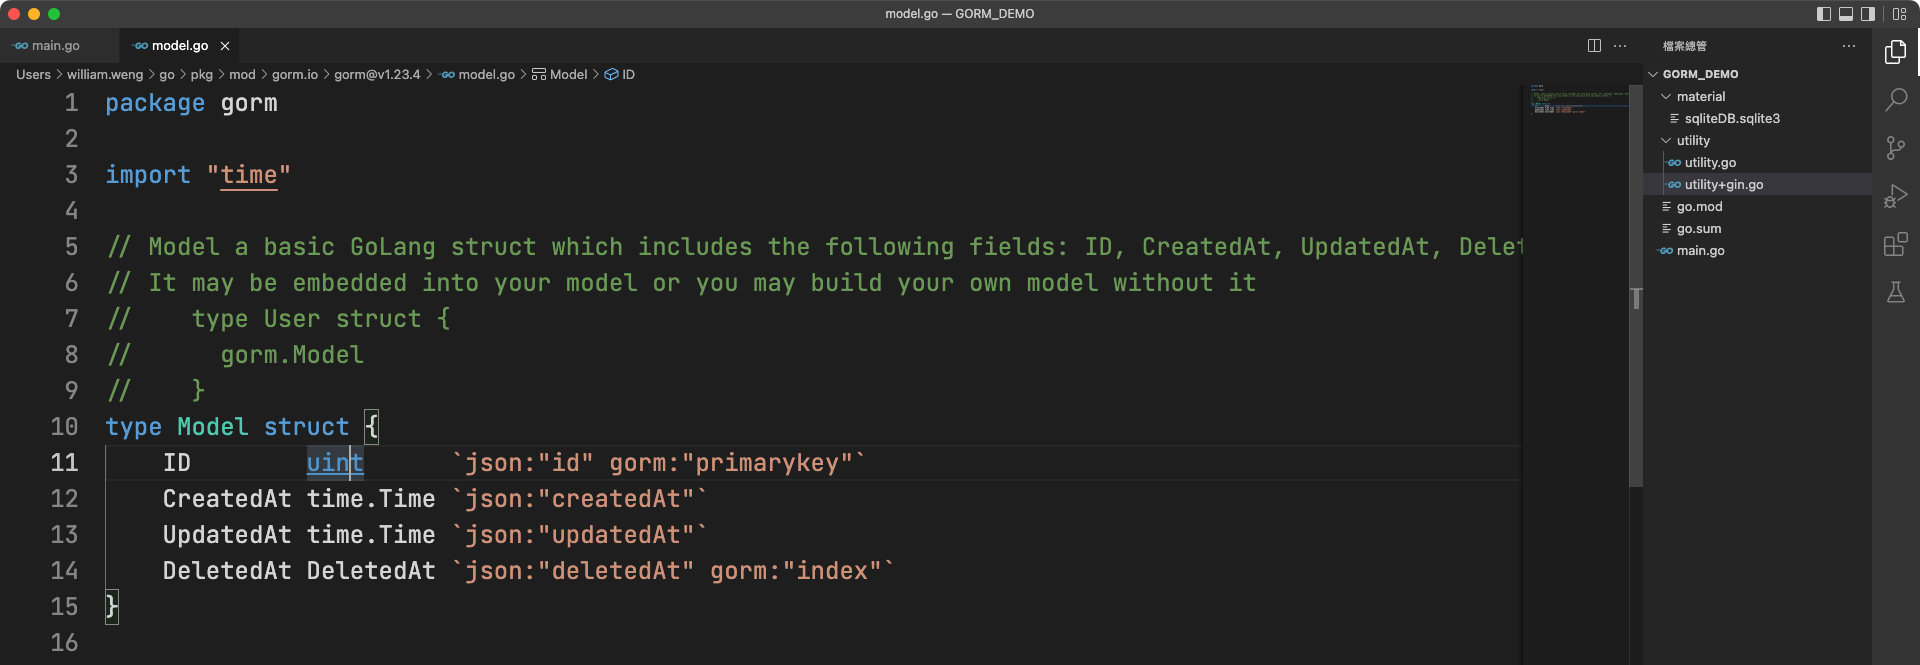 model.go — GORM_DEMO
main.go
model.go
檔案總管
Users > william.weng > go > pkg > mod > gorm.io > gorm@v1.23.4 > model.go > Model > ID
1 package gorm
2
3 import "time"
4
5 // Model a basic GoLang struct which includes the following fields: ID, CreatedAt, UpdatedAt, Delet
6 // It may be embedded into your model or you may build your own model without it
7 //    type User struct {
8 //      gorm.Model
9 //    }
10 type Model struct {
11     ID        uint      `json:"id" gorm:"primarykey"`
12     CreatedAt time.Time `json:"createdAt"`
13     UpdatedAt time.Time `json:"updatedAt"`
14     DeletedAt DeletedAt `json:"deletedAt" gorm:"index"`
15 }
16
GORM_DEMO
material
sqliteDB.sqlite3
utility
utility.go
utility+gin.go
go.mod
go.sum
main.go